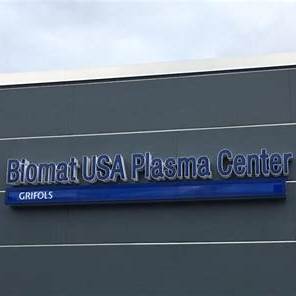 Biomat USA Plasma Center
GRIFOLS